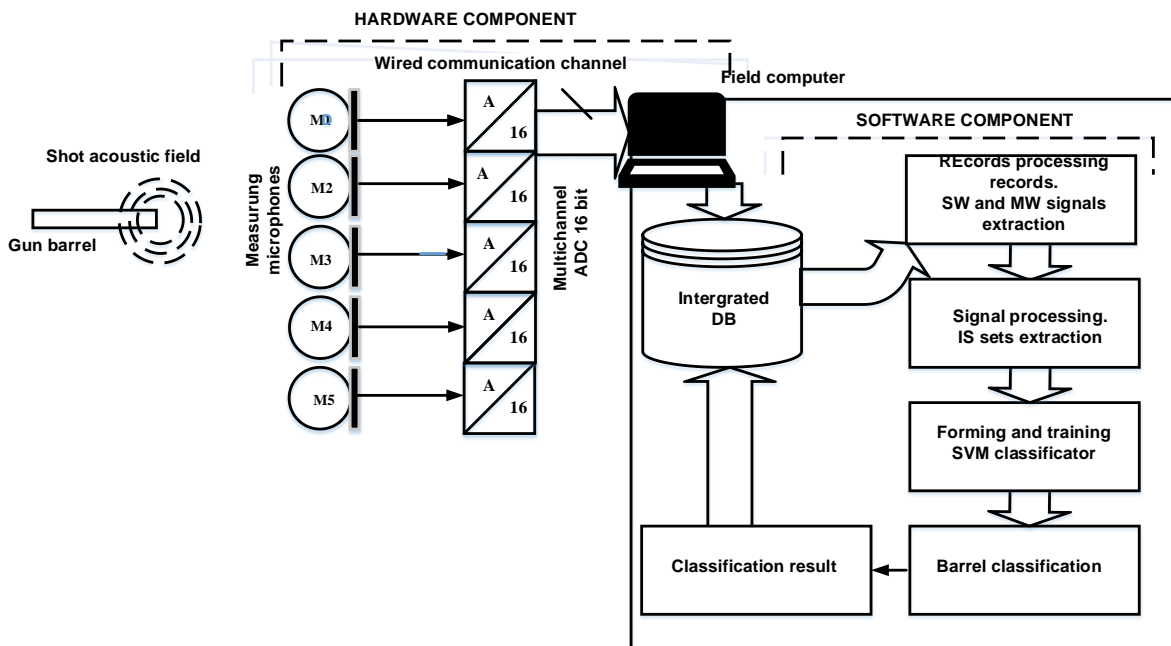 HARDWARE COMPONENT
Wired communication channel
Field computer
SOFTWARE COMPONENT
Shot acoustic field
Gun barrel
Measurung
microphones
M1
M2
M3
M4
M5
A
16
A
16
A
16
A
16
A
16
Multichannel
ADC 16 bit
Intergrated
DB
REcords processing
records.
SW and MW signals
extraction
Signal processing.
IS sets extraction
Forming and training
SVM classificator
Barrel classification
Classification result